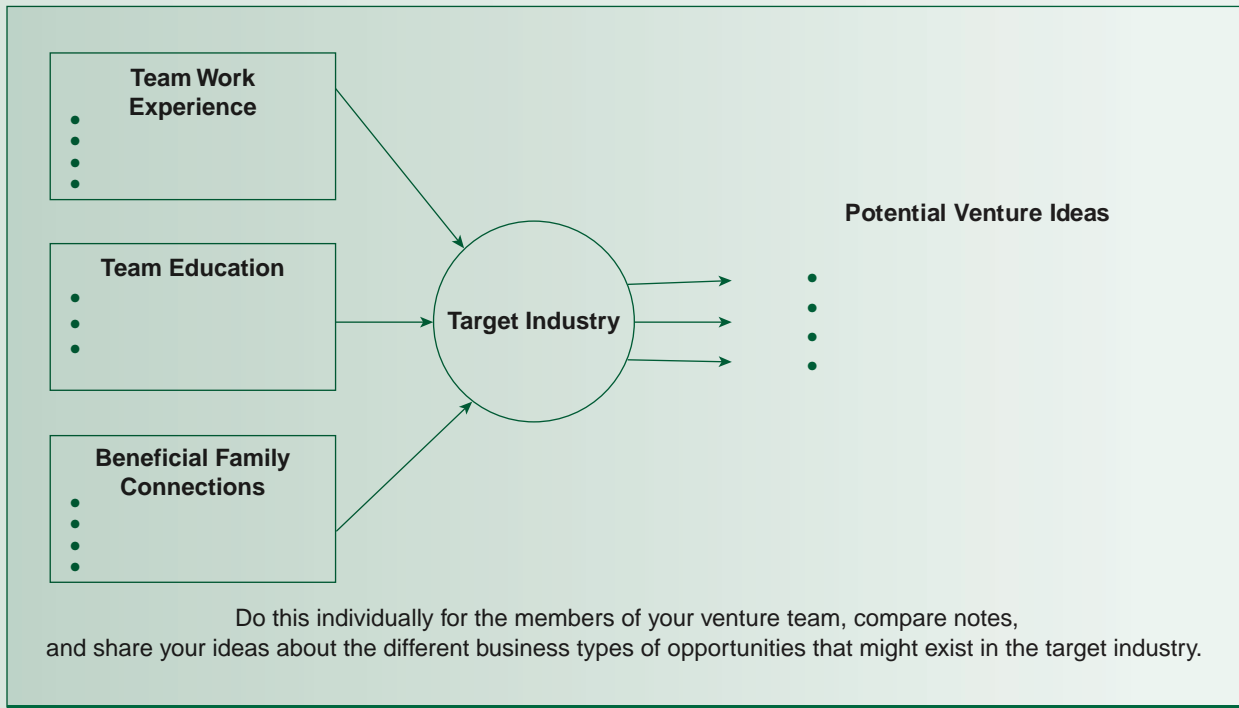 Team Work
Experience
Team Education
Beneficial Family
Connections
Target Industry
Potential Venture Ideas
Do this individually for the members of your venture team, compare notes,
and share your ideas about the different business types of opportunities that might exist in the target industry.